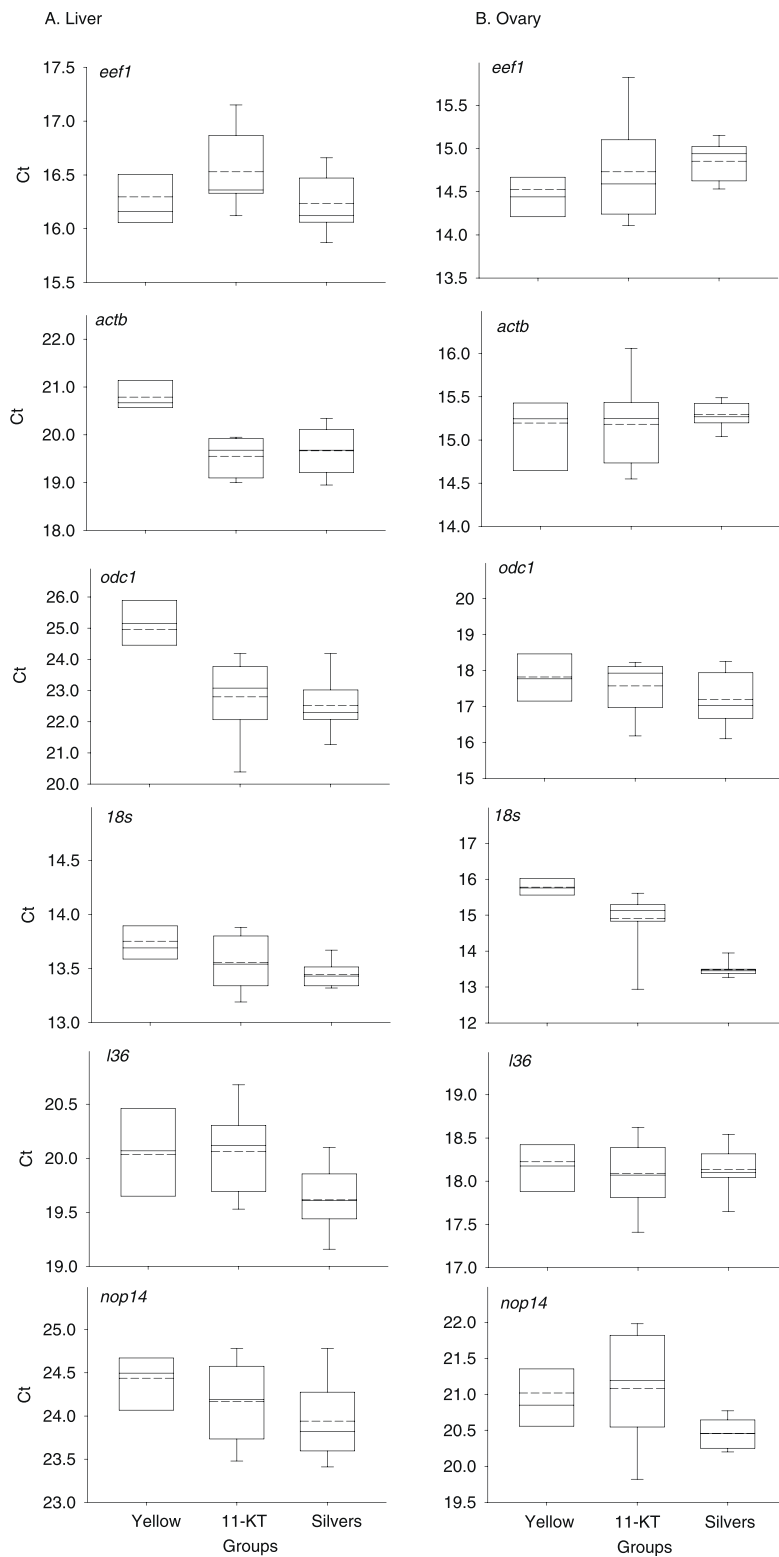 A. Liver
B. Ovary
eef1
17.5
17.0
16.5
16.0
15.5
Ct
eef1
15.5
15.0
14.5
14.0
13.5
actb
22.0
21.0
20.0
19.0
18.0
Ct
actb
16.0
15.5
15.0
14.5
14.0
odc1
26.0
25.0
24.0
23.0
22.0
21.0
20.0
Ct
odc1
20
19
18
17
16
15
18s
14.5
14.0
13.5
13.0
Ct
18s
17
16
15
14
13
12
l36
20.5
20.0
19.5
19.0
Ct
l36
19.0
18.5
18.0
17.5
17.0
nop14
25.0
24.5
24.0
23.5
23.0
Ct
nop14
22.0
21.5
21.0
20.5
20.0
19.5
Yellow 11-KT Silvers
Groups
Yellow 11-KT Silvers
Groups